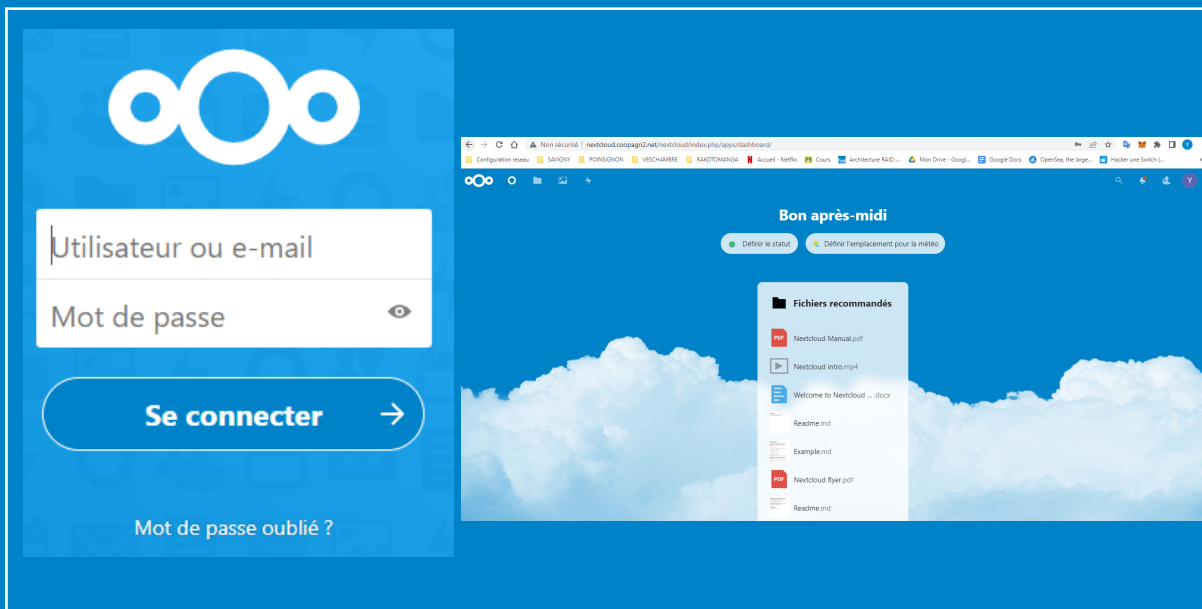 Utilisateur ou e-mail
Mot de passe
Se connecter
Mot de passe oublié ?
Non sécurisé | nextcloud.coopagri2.net/nextcloud/index.php/apps/dashboard/
Configuration reseau SAVIGNY POINSIGNON VESCHAMBRE RAKOTOMANGA Accueil - Netflix Cours Architecture RAID :... Mon Drive - Googl... Google Docs OpenSea, the large... Hacker une Switch (...
Y
Bon après-midi
Définir le statut Définir l'emplacement pour la météo
Fichiers recommandés
PDF Nextcloud Manual.pdf
Nextcloud intro.mp4
Welcome to Nextcloud ... .docx
Readme.md
Example.md
PDF Nextcloud flyer.pdf
Readme.md